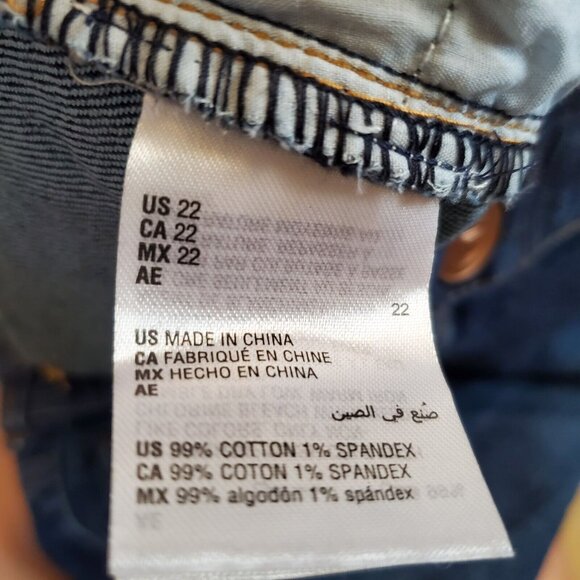 US 22
CA 22
MX 22
AE
22
US MADE IN CHINA
CA FABRIQUÉ EN CHINE
MX HECHO EN CHINA
AE
صُنع في الصين
US 99% COTTON 1% SPANDEX
CA 99% COTON 1% SPANDEX
MX 99% algodón 1% spándex